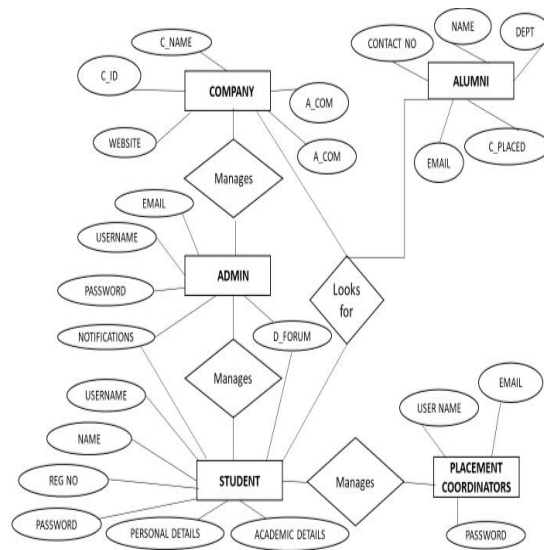 C_NAME
NAME
DEPT
CONTACT NO
C_ID
COMPANY
ALUMNI
A_COM
WEBSITE
A_COM
C_PLACED
EMAIL
Manages
EMAIL
USERNAME
ADMIN
PASSWORD
Looks
for
NOTIFICATIONS
D_FORUM
Manages
USERNAME
EMAIL
USER NAME
NAME
REG NO
STUDENT
Manages
PLACEMENT
COORDINATORS
PASSWORD
PERSONAL DETAILS
ACADEMIC DETAILS
PASSWORD